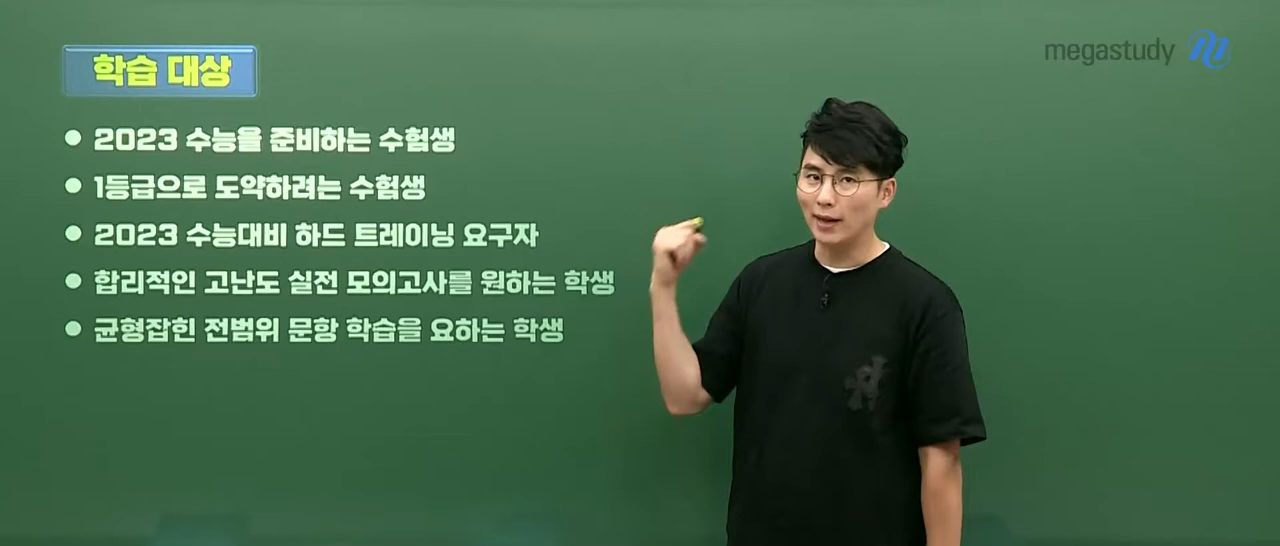 학습 대상
megastudy
● 2023 수능을 준비하는 수험생
● 1등급으로 도약하려는 수험생
● 2023 수능대비 하드 트레이닝 요구자
● 합리적인 고난도 실전 모의고사를 원하는 학생
● 균형잡힌 전범위 문항 학습을 요하는 학생